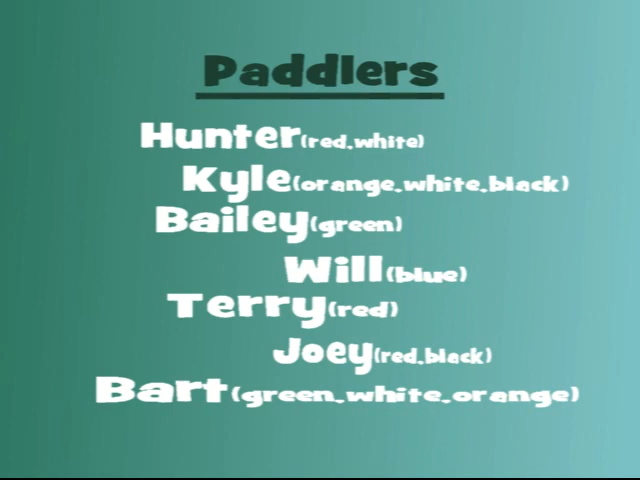 Paddlers
Hunter(red,white)
Kyle(orange,white,black)
Bailey(green)
Will(blue)
Terry(red)
Joey(red,black)
Bart(green,white,orange)